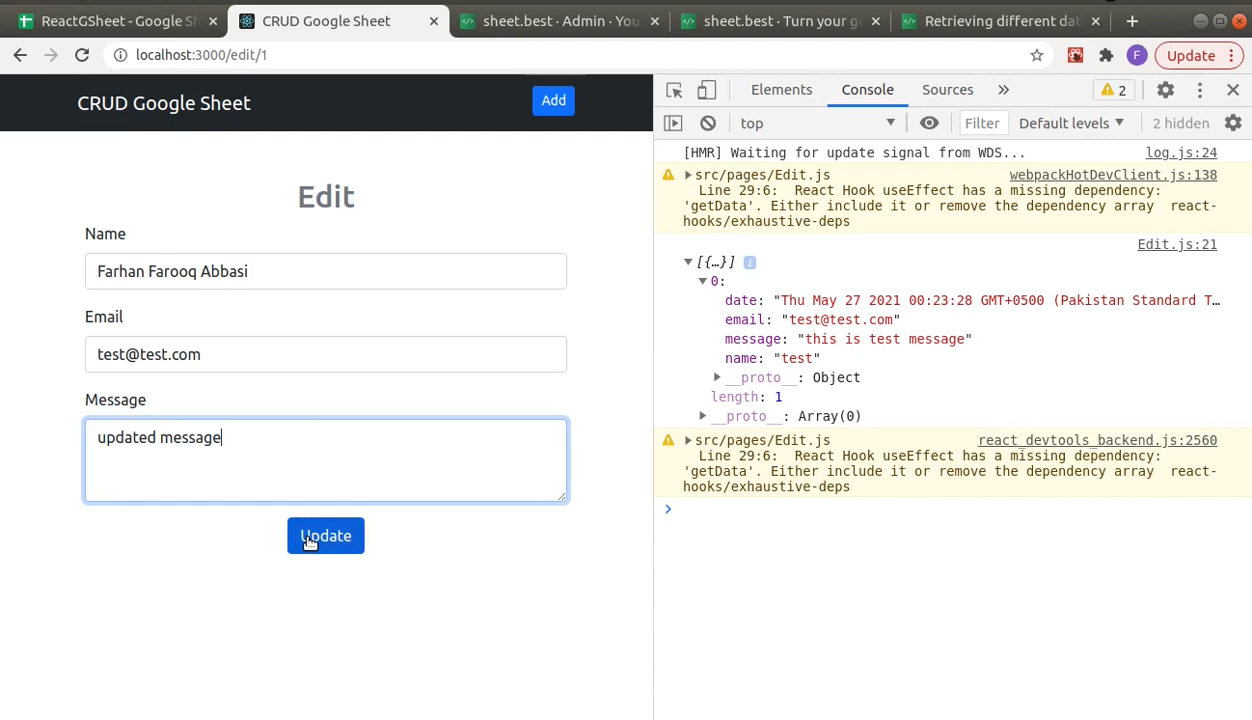 ReactGSheet - Google Sh
CRUD Google Sheet
sheet.best · Admin - You
sheet.best · Turn your go
Retrieving different dat
localhost:3000/edit/1
F
Update
CRUD Google Sheet
Add
Edit
Name
Farhan Farooq Abbasi
Email
test@test.com
Message
updated message
Update
Elements
Console
Sources
2
top
Filter
Default levels
2 hidden
[HMR] Waiting for update signal from WDS... log.js:24
src/pages/Edit.js webpackHotDevClient.js:138
Line 29:6: React Hook useEffect has a missing dependency:
'getData'. Either include it or remove the dependency array react-
hooks/exhaustive-deps
Edit.js:21
[{…}] i
0:
date: "Thu May 27 2021 00:23:28 GMT+0500 (Pakistan Standard T…
email: "test@test.com"
message: "this is test message"
name: "test"
__proto__: Object
length: 1
__proto__: Array(0)
src/pages/Edit.js react_devtools_backend.js:2560
Line 29:6: React Hook useEffect has a missing dependency:
'getData'. Either include it or remove the dependency array react-
hooks/exhaustive-deps